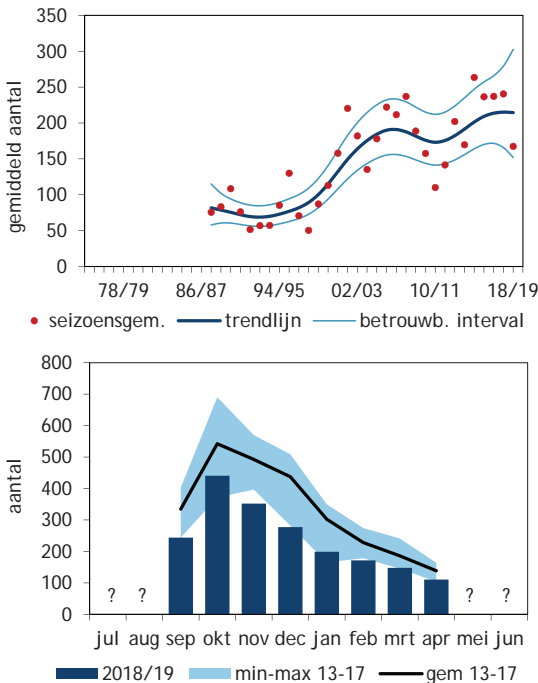 350
300
250
200
150
100
50
0
gemiddeld aantal
78/79 86/87 94/95 02/03 10/11 18/19
seizoensgem. trendlijn betrouwb. interval
800
700
600
500
400
300
200
100
0
aantal
? ? ? ?
jul aug sep okt nov dec jan feb mrt apr mei jun
2018/19 min-max 13-17 gem 13-17